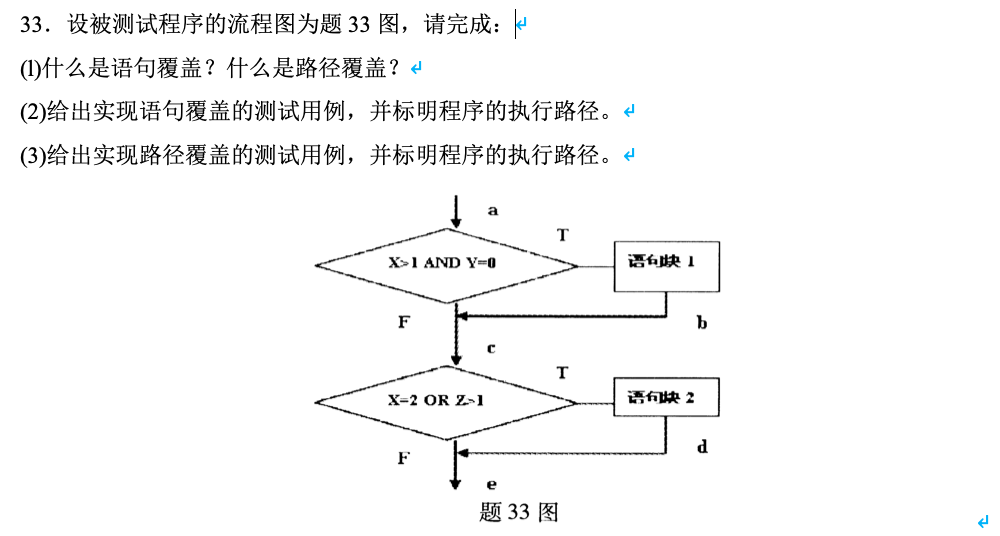 33．设被测试程序的流程图为题 33 图，请完成：
(1)什么是语句覆盖？什么是路径覆盖？
(2)给出实现语句覆盖的测试用例，并标明程序的执行路径。
(3)给出实现路径覆盖的测试用例，并标明程序的执行路径。
a
T
X>1 AND Y=0
语句块 1
F
b
c
T
X=2 OR Z>1
语句块 2
F
d
e
题 33 图